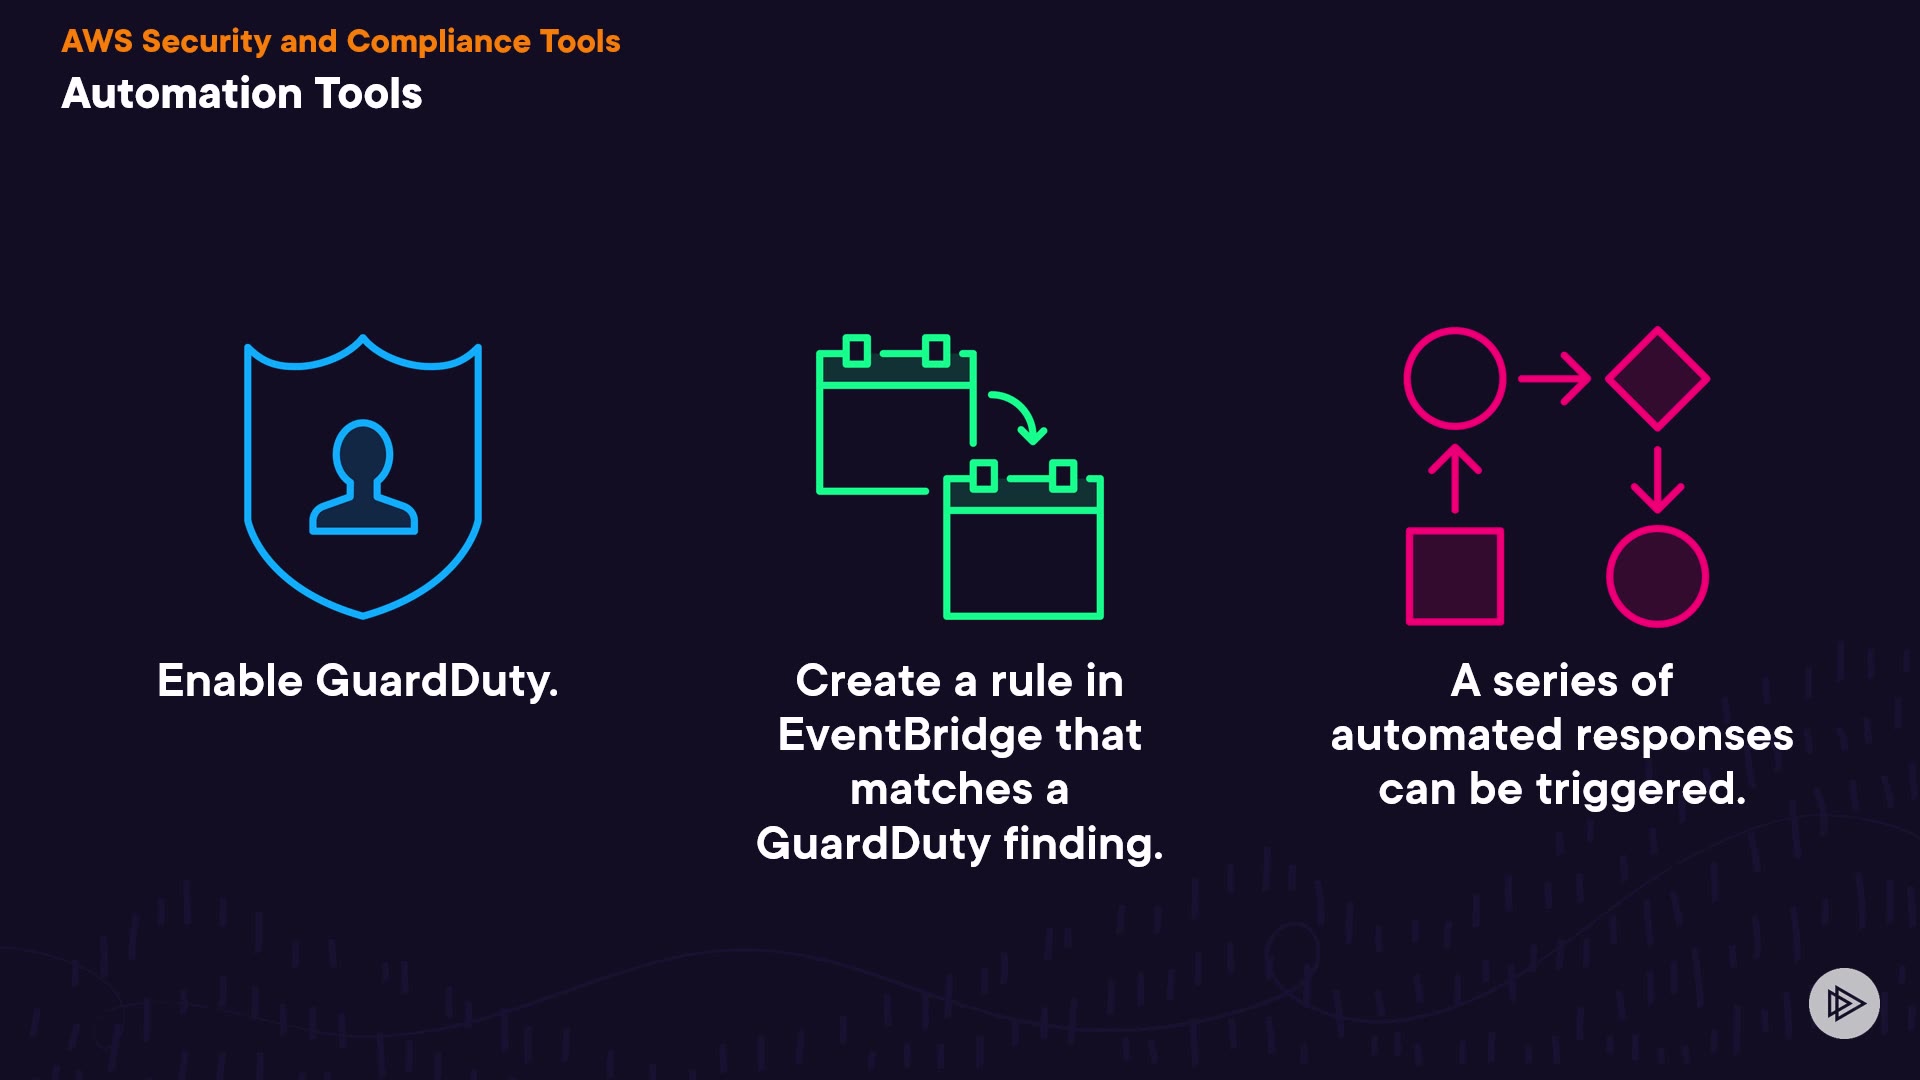 AWS Security and Compliance Tools
Automation Tools
Enable GuardDuty.
Create a rule in
EventBridge that
matches a
GuardDuty finding.
A series of
automated responses
can be triggered.